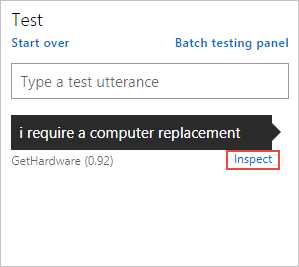 Test
Start over Batch testing panel
Type a test utterance
i require a computer replacement
GetHardware (0.92) Inspect